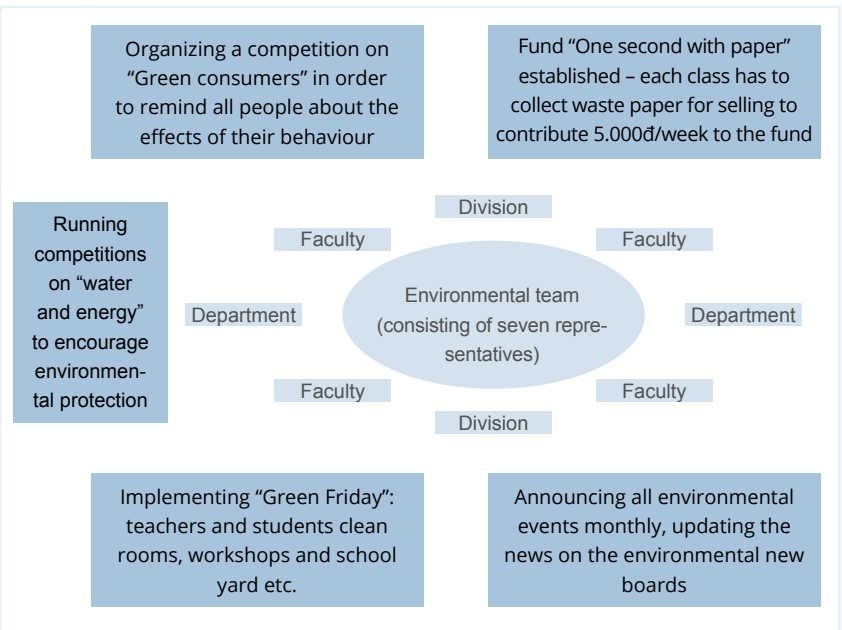 Organizing a competition on
“Green consumers” in order
to remind all people about the
effects of their behaviour
Fund “One second with paper”
established – each class has to
collect waste paper for selling to
contribute 5.000đ/week to the fund
Running
competitions
on “water
and energy”
to encourage
environmen-
tal protection
Division
Faculty
Faculty
Department
Environmental team
(consisting of seven repre-
sentatives)
Department
Faculty
Faculty
Division
Implementing “Green Friday”:
teachers and students clean
rooms, workshops and school
yard etc.
Announcing all environmental
events monthly, updating the
news on the environmental new
boards